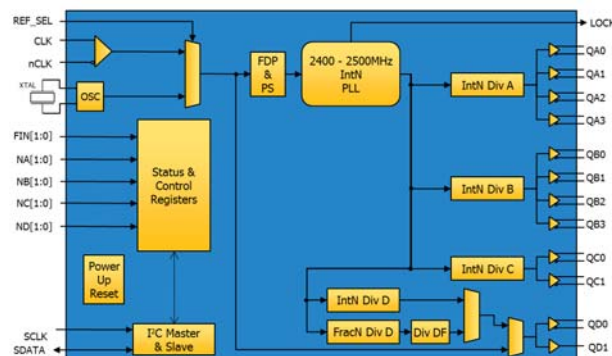 REF_SEL
LOCK
CLK
nCLK
XTAL
OSC
FDP
&
PS
2400 - 2500MHz
IntN
PLL
IntN Div A
QA0
QA1
QA2
QA3
FIN[1:0]
NA[1:0]
NB[1:0]
NC[1:0]
ND[1:0]
Status &
Control
Registers
IntN Div B
QB0
QB1
QB2
QB3
Power
Up
Reset
IntN Div C
QC0
QC1
IntN Div D
FracN Div D
Div DF
QD0
QD1
SCLK
SDATA
I²C Master
& Slave